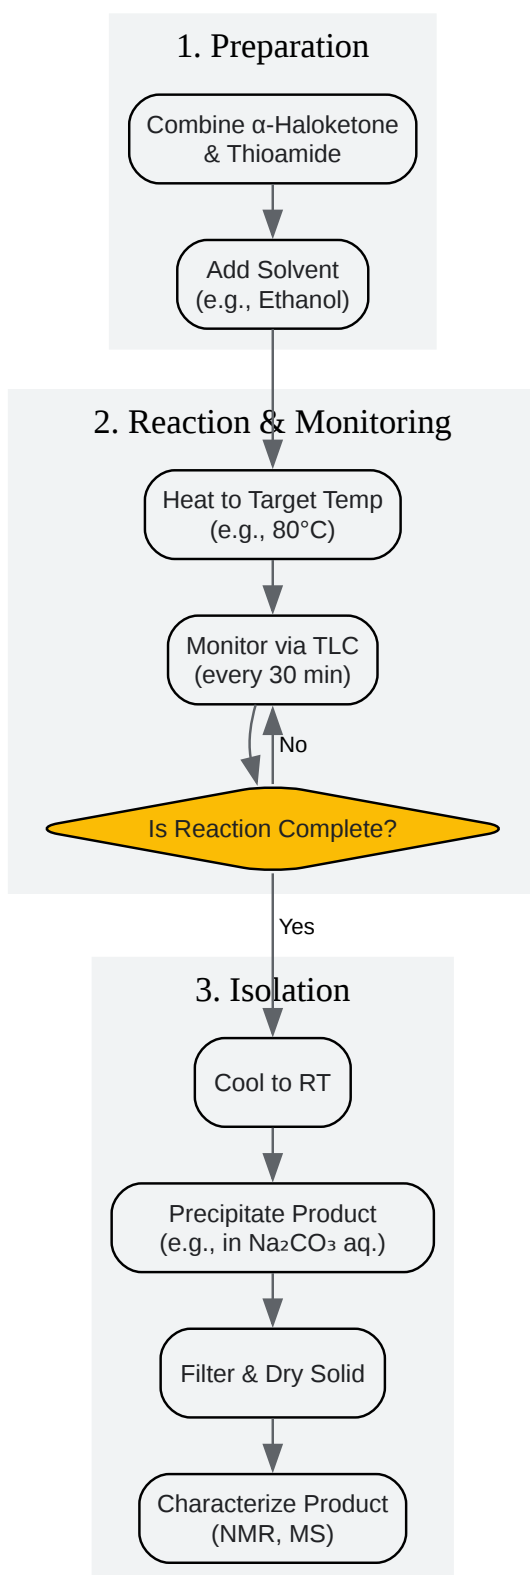 1. Preparation
Combine α-Haloketone
& Thioamide
Add Solvent
(e.g., Ethanol)
2. Reaction & Monitoring
Heat to Target Temp
(e.g., 80°C)
Monitor via TLC
(every 30 min)
No
Is Reaction Complete?
Yes
3. Isolation
Cool to RT
Precipitate Product
(e.g., in Na₂CO₃ aq.)
Filter & Dry Solid
Characterize Product
(NMR, MS)